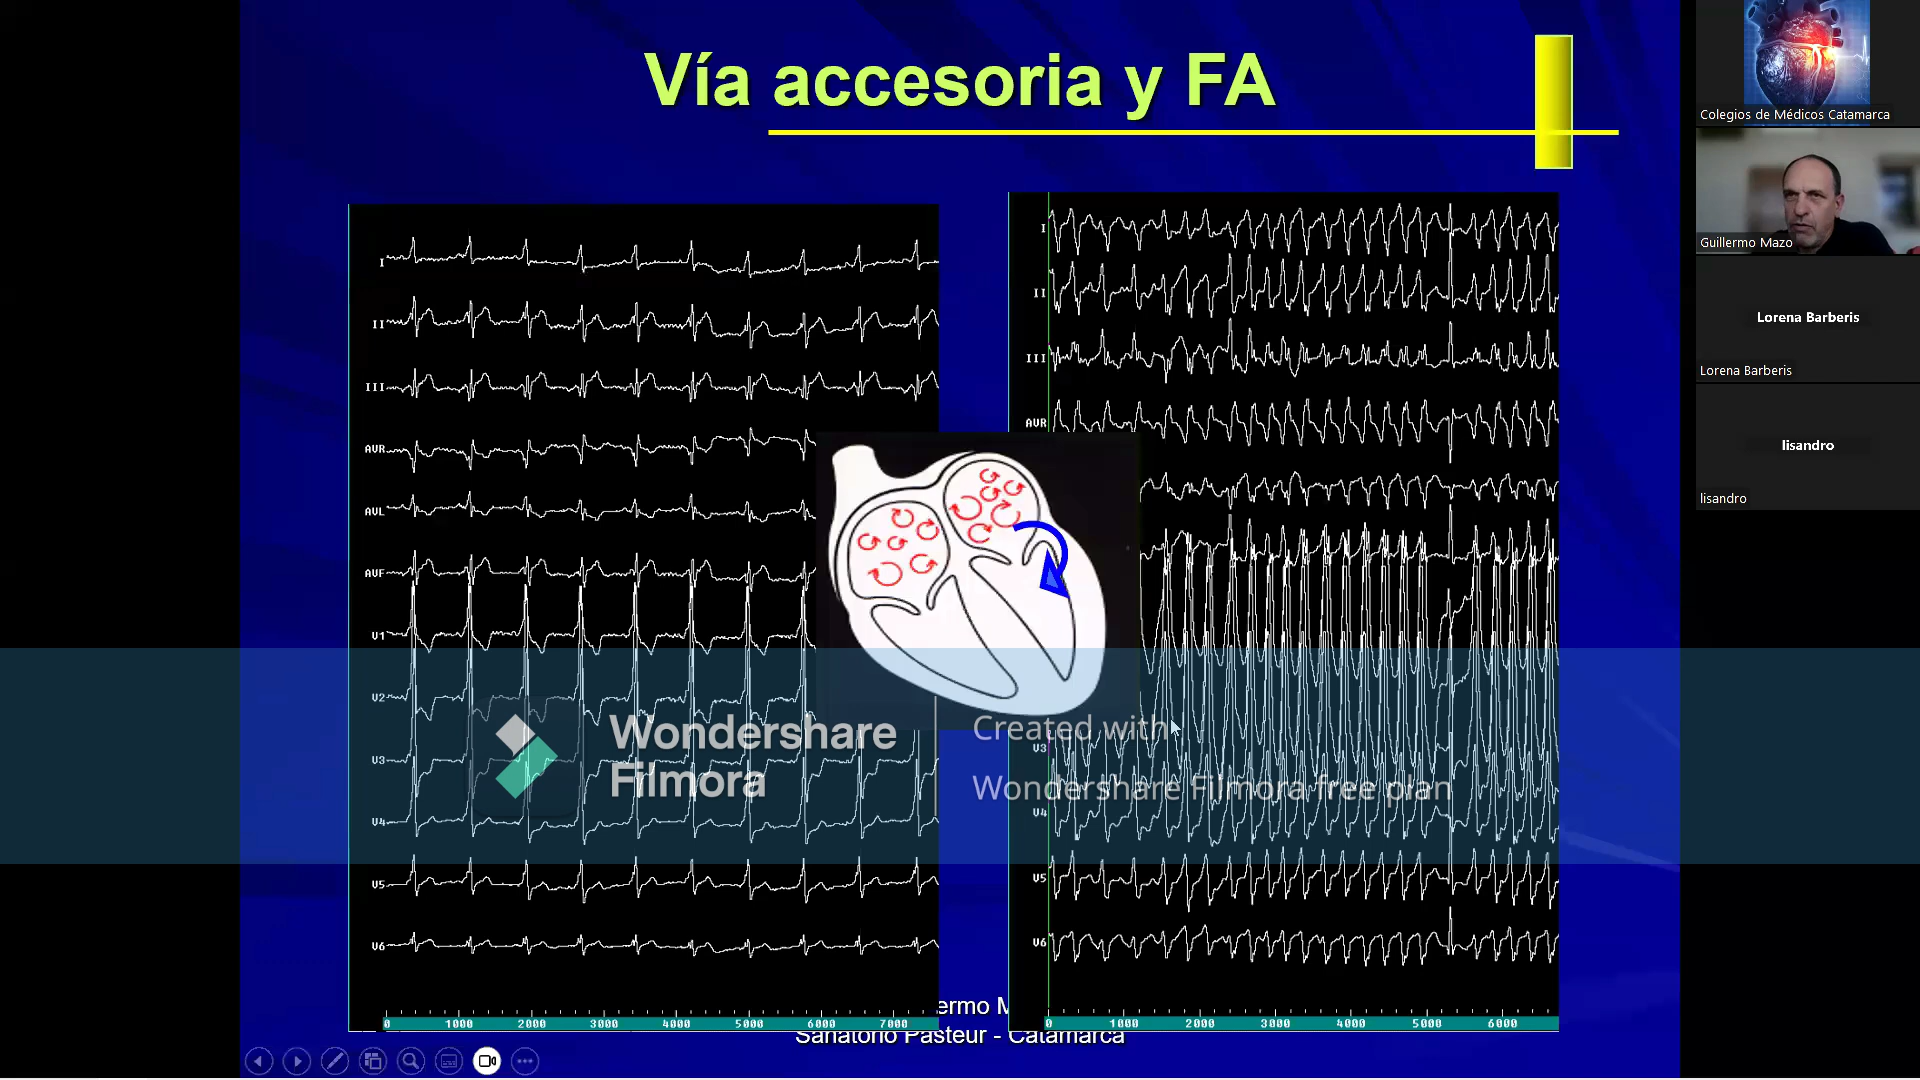 Vía accesoria y FA
I
II
III
AVR
AVL
AVF
V1
V2
V3
V4
V5
V6
0 1000 2000 3000 4000 5000 6000 7000
I
II
III
AVR
V3
V4
V5
V6
0 1000 2000 3000 4000 5000 6000
Wondershare
Filmora
Created with
Wondershare Filmora free plan
ermo M
Sanatorio Pasteur - Catamarca
Colegios de Médicos Catamarca
Guillermo Mazo
Lorena Barberis
Lorena Barberis
lisandro
lisandro